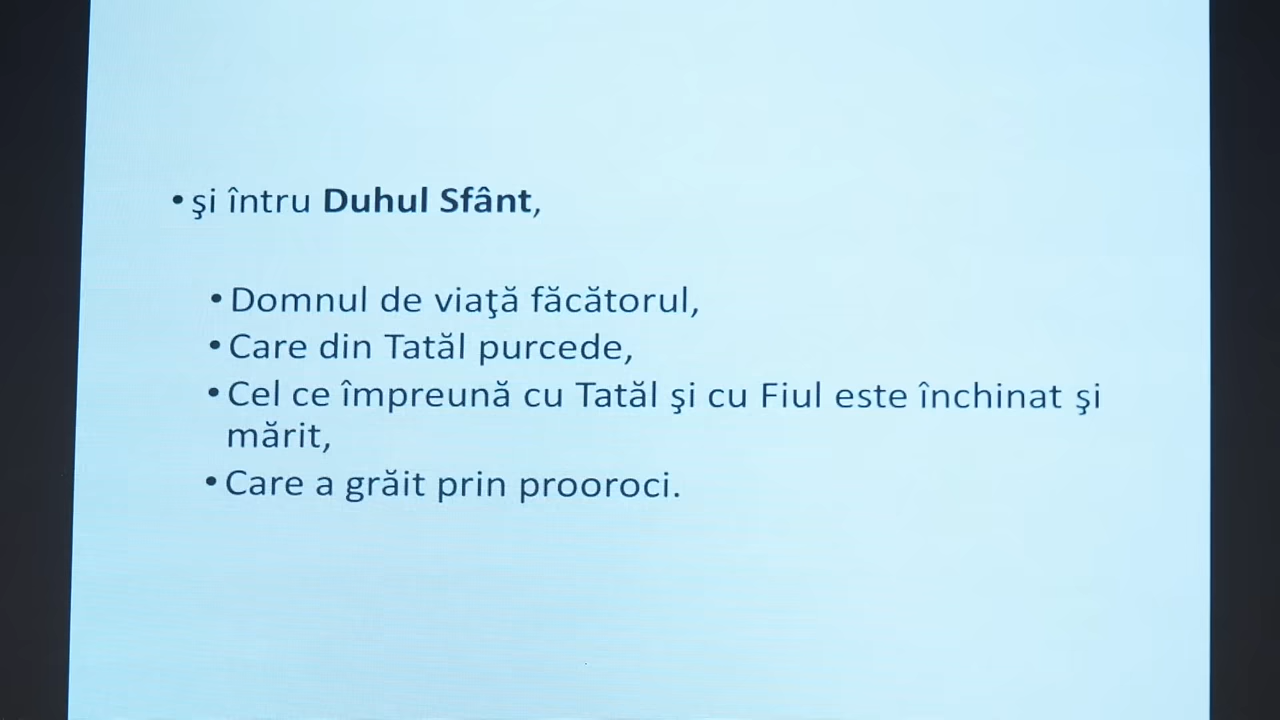 • şi întru Duhul Sfânt,
• Domnul de viaţă făcătorul,
• Care din Tatăl purcede,
• Cel ce împreună cu Tatăl şi cu Fiul este închinat şi
mărit,
• Care a grăit prin prooroci.